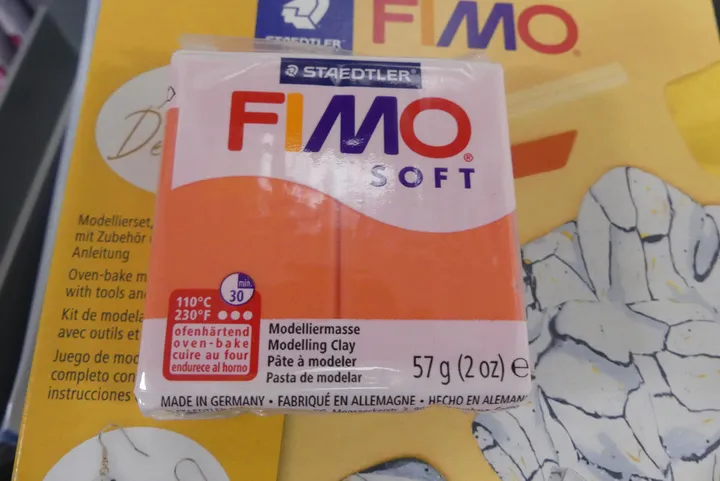 STAEDTLER
FIMO
STAEDTLER
FIMO
SOFT
De
Modellierset,
mit Zubehör
Anleitung
Oven-bake m
with tools an
Kit de modela
avec outils et
Juego de mod
completo con
instrucciones
min.
30
110°C
230°F
ofenhärtend
oven-bake
cuire au four
endurece al horno
Modelliermasse
Modelling Clay
Pâte à modeler
Pasta de modelar
57 g (2 oz) e
MADE IN GERMANY • FABRIQUÉ EN ALLEMAGNE • HECHO EN ALEMAN